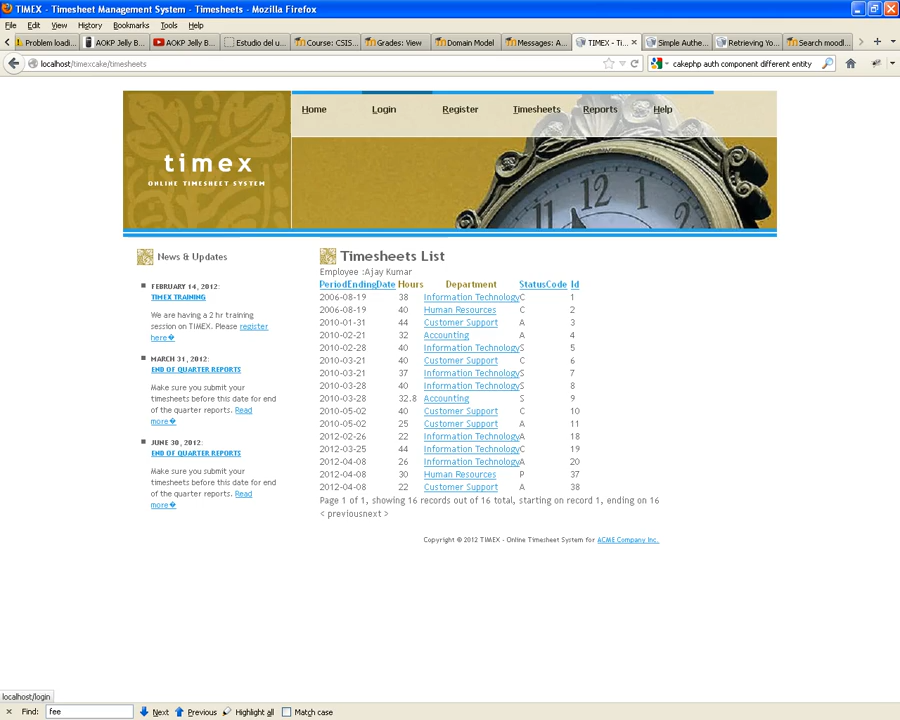 TIMEX - Timesheet Management System - Timesheets - Mozilla Firefox
File Edit View History Bookmarks Tools Help
Problem loadi... AOKP Jelly B... AOKP Jelly B... Estudio del u... Course: CSIS... Grades: View Domain Model Messages: A... TIMEX - Ti... Simple Authe... Retrieving Yo... Search moodl...
localhost/timexcake/timesheets cakephp auth component different entity
Home Login Register Timesheets Reports Help
timex
ONLINE TIMESHEET SYSTEM
12 11 1
News & Updates
FEBRUARY 14, 2012:
TIMEX TRAINING
We are having a 2 hr training
session on TIMEX. Please register
here�
MARCH 31, 2012:
END OF QUARTER REPORTS
Make sure you submit your
timesheets before this date for end
of the quarter reports. Read
more�
JUNE 30, 2012:
END OF QUARTER REPORTS
Make sure you submit your
timesheets before this date for end
of the quarter reports. Read
more�
Timesheets List
Employee :Ajay Kumar
PeriodEndingDate Hours Department StatusCode Id
2006-08-19 38 Information Technology C 1
2006-08-19 40 Human Resources C 2
2010-01-31 44 Customer Support A 3
2010-02-21 32 Accounting A 4
2010-02-28 40 Information Technology S 5
2010-03-21 40 Customer Support C 6
2010-03-21 37 Information Technology S 7
2010-03-28 40 Information Technology S 8
2010-03-28 32.8 Accounting S 9
2010-05-02 40 Customer Support C 10
2010-05-02 25 Customer Support A 11
2012-02-26 22 Information Technology A 18
2012-03-25 44 Information Technology C 19
2012-04-08 26 Information Technology A 20
2012-04-08 30 Human Resources P 37
2012-04-08 22 Customer Support A 38
Page 1 of 1, showing 16 records out of 16 total, starting on record 1, ending on 16
< previousnext >
Copyright © 2012 TIMEX - Online Timesheet System for ACME Company Inc.
localhost/login
Find: fee Next Previous Highlight all Match case